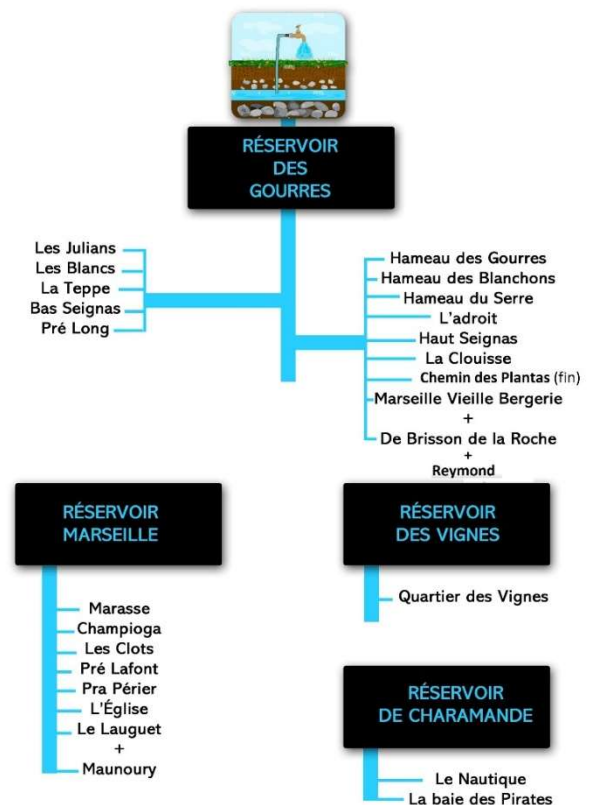 RÉSERVOIR
DES
GOURRES
Les Julians
Les Blancs
La Teppe
Bas Seignas
Pré Long
Hameau des Gourres
Hameau des Blanchons
Hameau du Serre
L'adroit
Haut Seignas
La Clouisse
Chemin des Plantas (fin)
Marseille Vieille Bergerie
+
De Brisson de la Roche
+
Reymond
RÉSERVOIR
MARSEILLE
Marasse
Champioga
Les Clots
Pré Lafont
Pra Périer
L'Église
Le Lauguet
+
Maunoury
RÉSERVOIR
DES VIGNES
Quartier des Vignes
RÉSERVOIR
DE CHARAMANDE
Le Nautique
La baie des Pirates